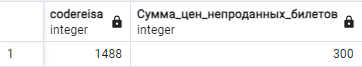 codereisa Сумма_цен_непроданных_билетов
integer integer
1 1488 300